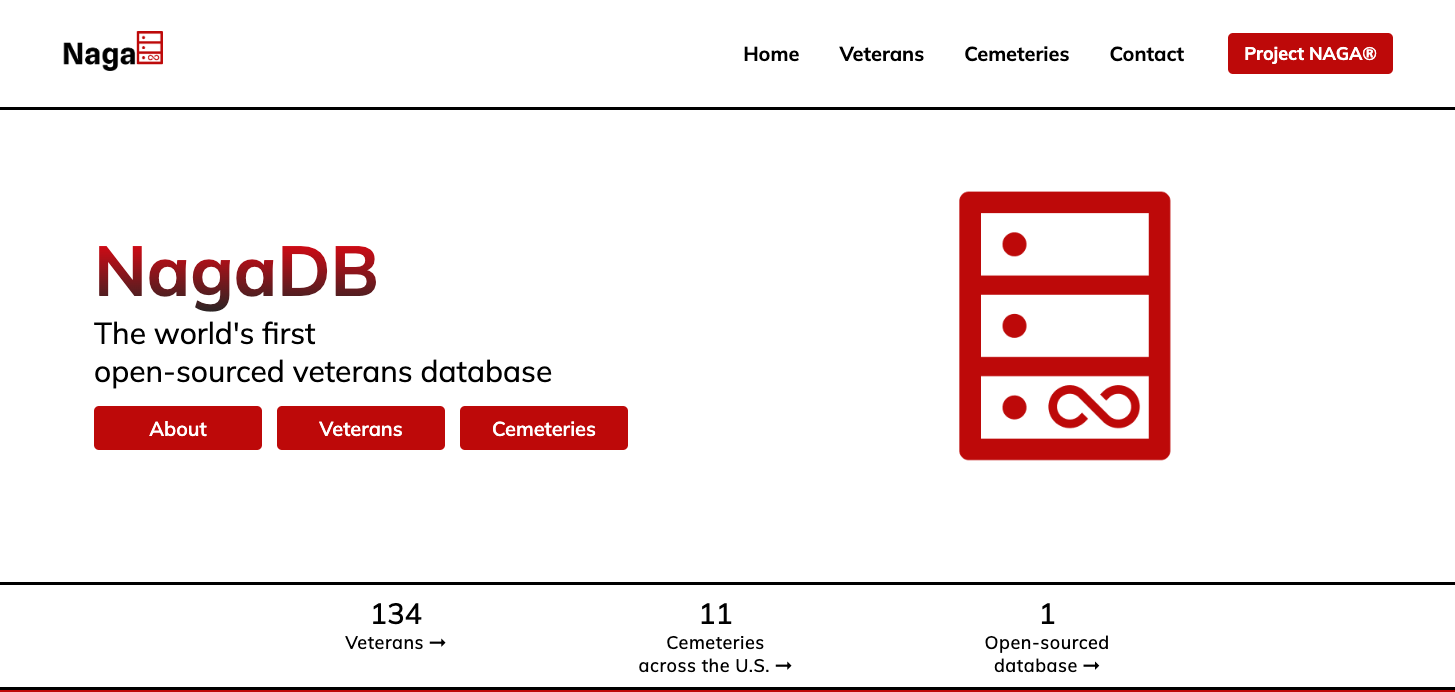 Naga
Home Veterans Cemeteries Contact Project NAGA®
NagaDB
The world's first
open-sourced veterans database
About Veterans Cemeteries
134
Veterans →
11
Cemeteries
across the U.S. →
1
Open-sourced
database →